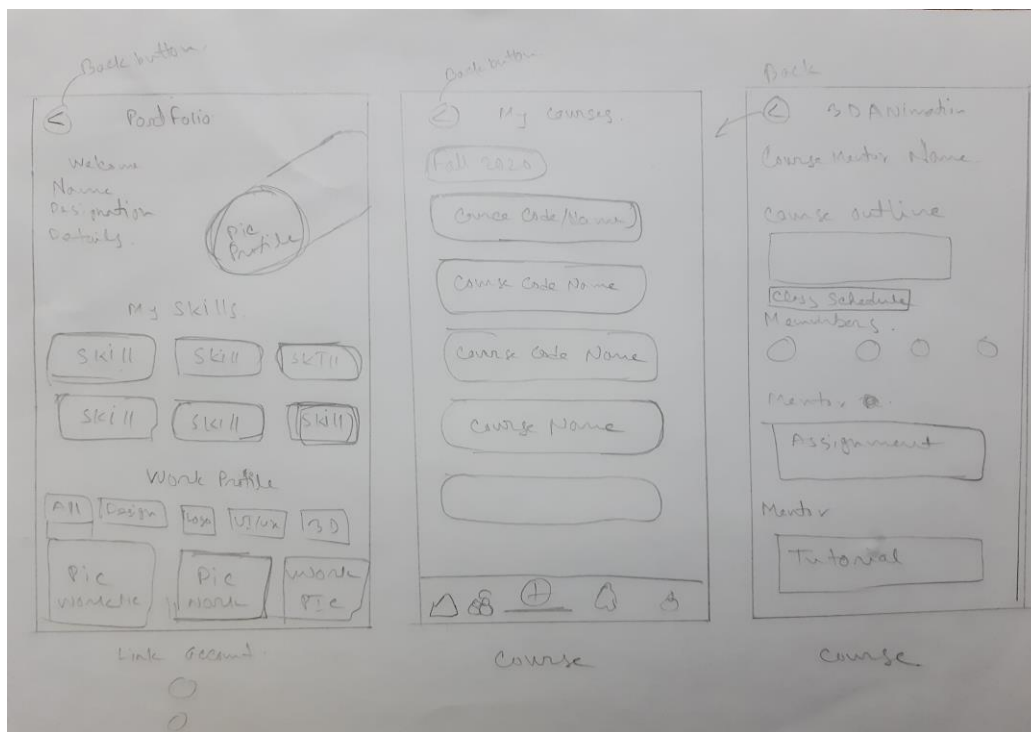 Back button
Portfolio
Welcome
Name
Designation
Details.
Pic
Profile
My Skills.
Skill
Skill
SKIll
Skill
Skill
Skill
Work Profile
All
Design
Logo
UI/UX
3D
Pic
Pic
Work
Work
PIC
Link account.
Back button
My courses.
Fall 2020
Course Code/Name
Course Code Name
Course Code Name
Course Name
Course
Back
3D ANimation
Course Mentor Name
Course outline
Class Schedule
Memmbers.
Mentor
Assignment
Mentor
Tutorial
Course